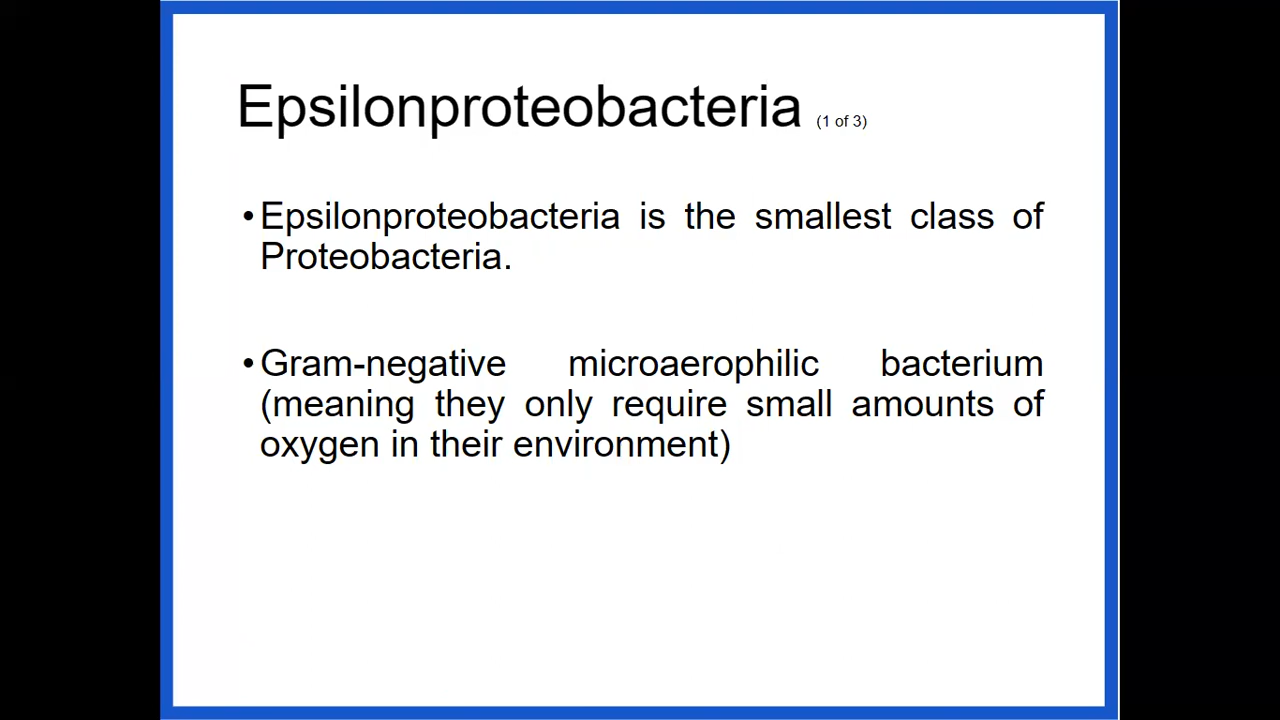 Epsilonproteobacteria (1 of 3)
•Epsilonproteobacteria is the smallest class of
Proteobacteria.
•Gram-negative microaerophilic bacterium
(meaning they only require small amounts of
oxygen in their environment)